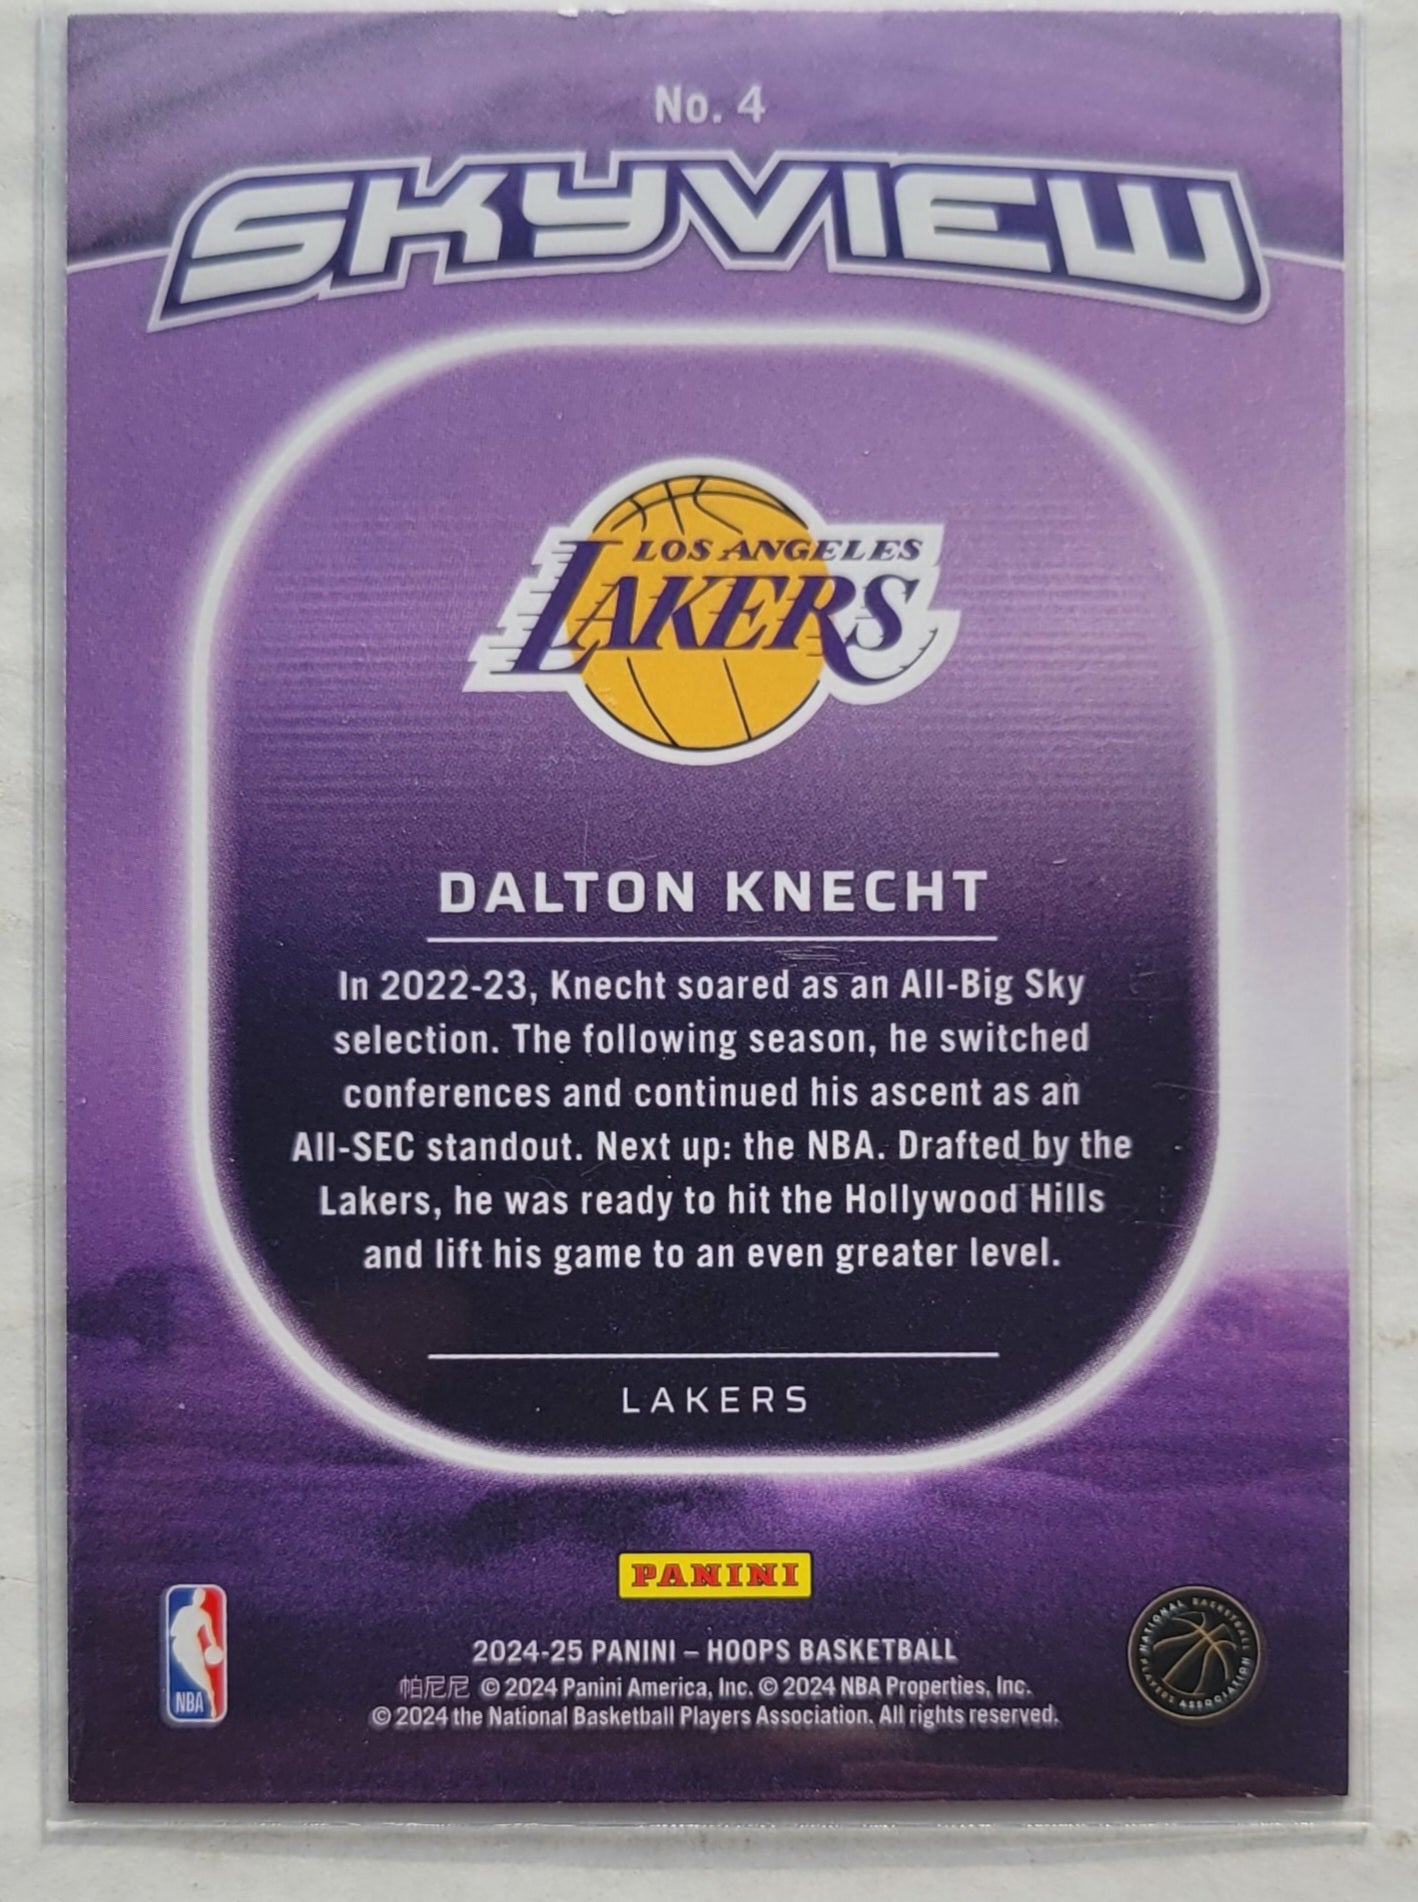 No. 4
SKYVIEW
LOS ANGELES
LAKERS
DALTON KNECHT
In 2022-23, Knecht soared as an All-Big Sky
selection. The following season, he switched
conferences and continued his ascent as an
All-SEC standout. Next up: the NBA. Drafted by the
Lakers, he was ready to hit the Hollywood Hills
and lift his game to an even greater level.
LAKERS
PANINI
NBA
2024-25 PANINI – HOOPS BASKETBALL
帕尼尼 © 2024 Panini America, Inc. © 2024 NBA Properties, Inc.
© 2024 the National Basketball Players Association. All rights reserved.
NATIONAL BASKETBALL
PLAYERS ASSOCIATION